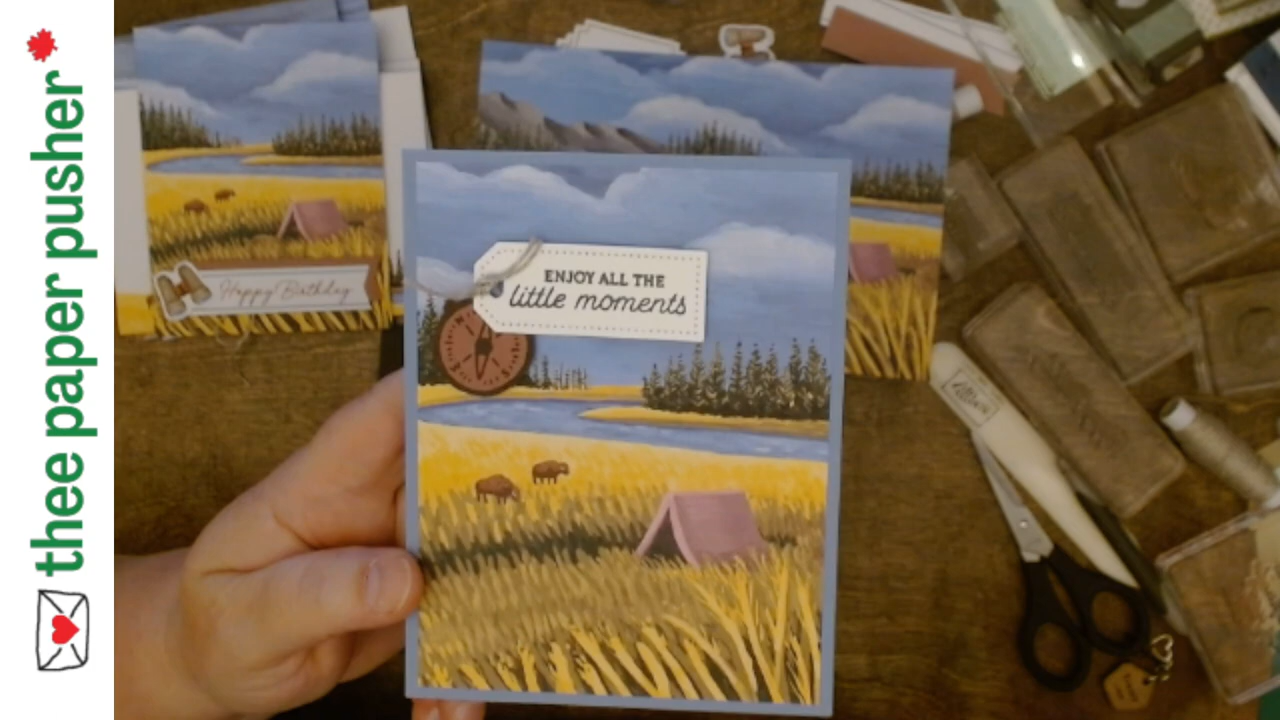 thee paper pusher
Happy Birthday
ENJOY ALL THE
little moments